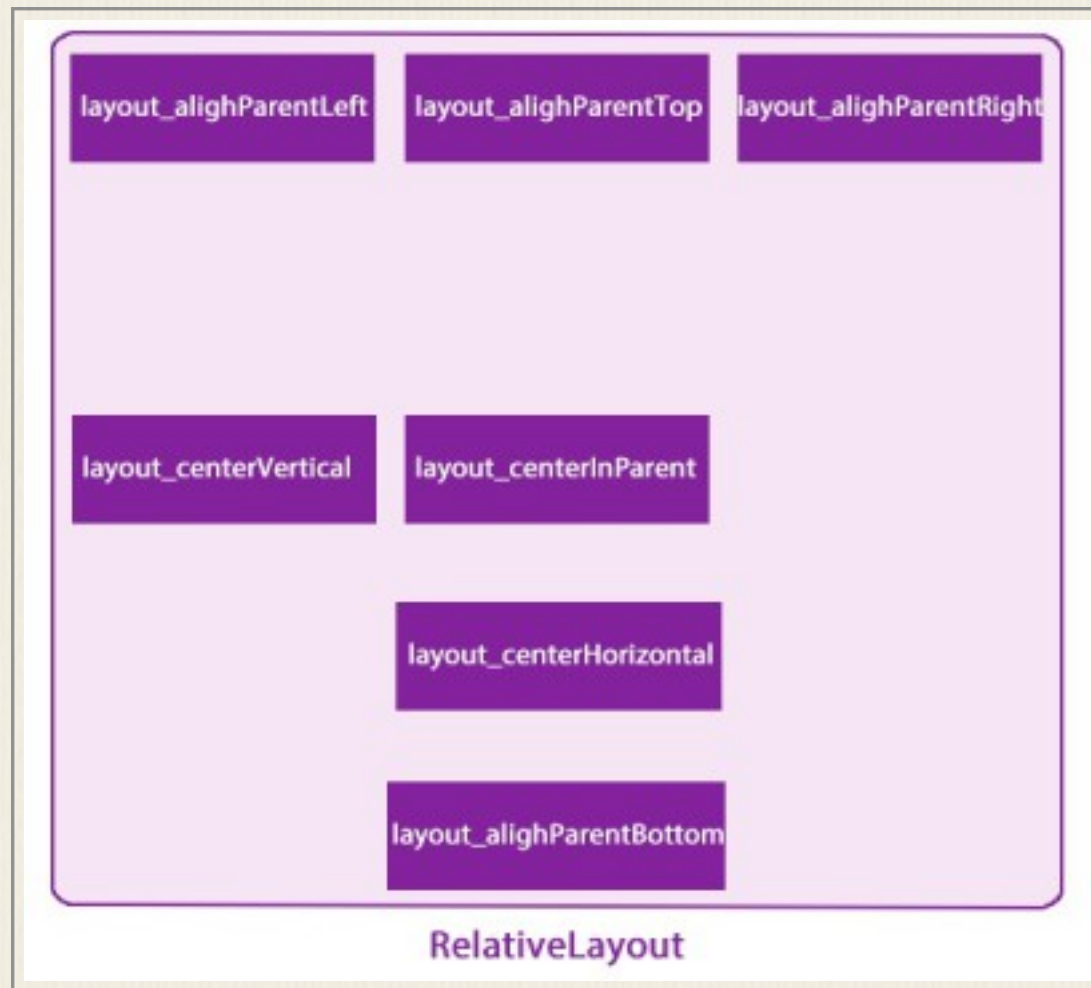 layout_alighParentLeft
layout_alighParentTop
layout_alighParentRight
layout_centerVertical
layout_centerInParent
layout_centerHorizontal
layout_alighParentBottom
RelativeLayout